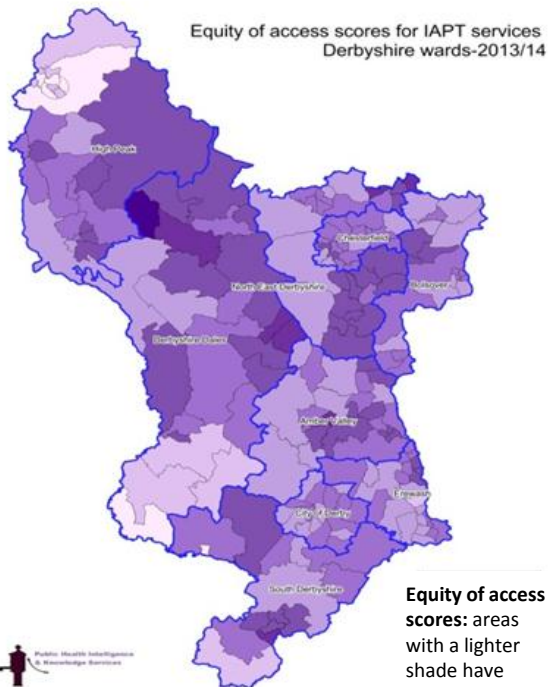 Equity of access scores for IAPT services
Derbyshire wards-2013/14
High Peak
Chesterfield
North East Derbyshire
Bolsover
Derbyshire Dales
Amber Valley
Erewash
City of Derby
South Derbyshire
Equity of access
scores: areas
with a lighter
shade have
Public Health Intelligence
& Knowledge Services